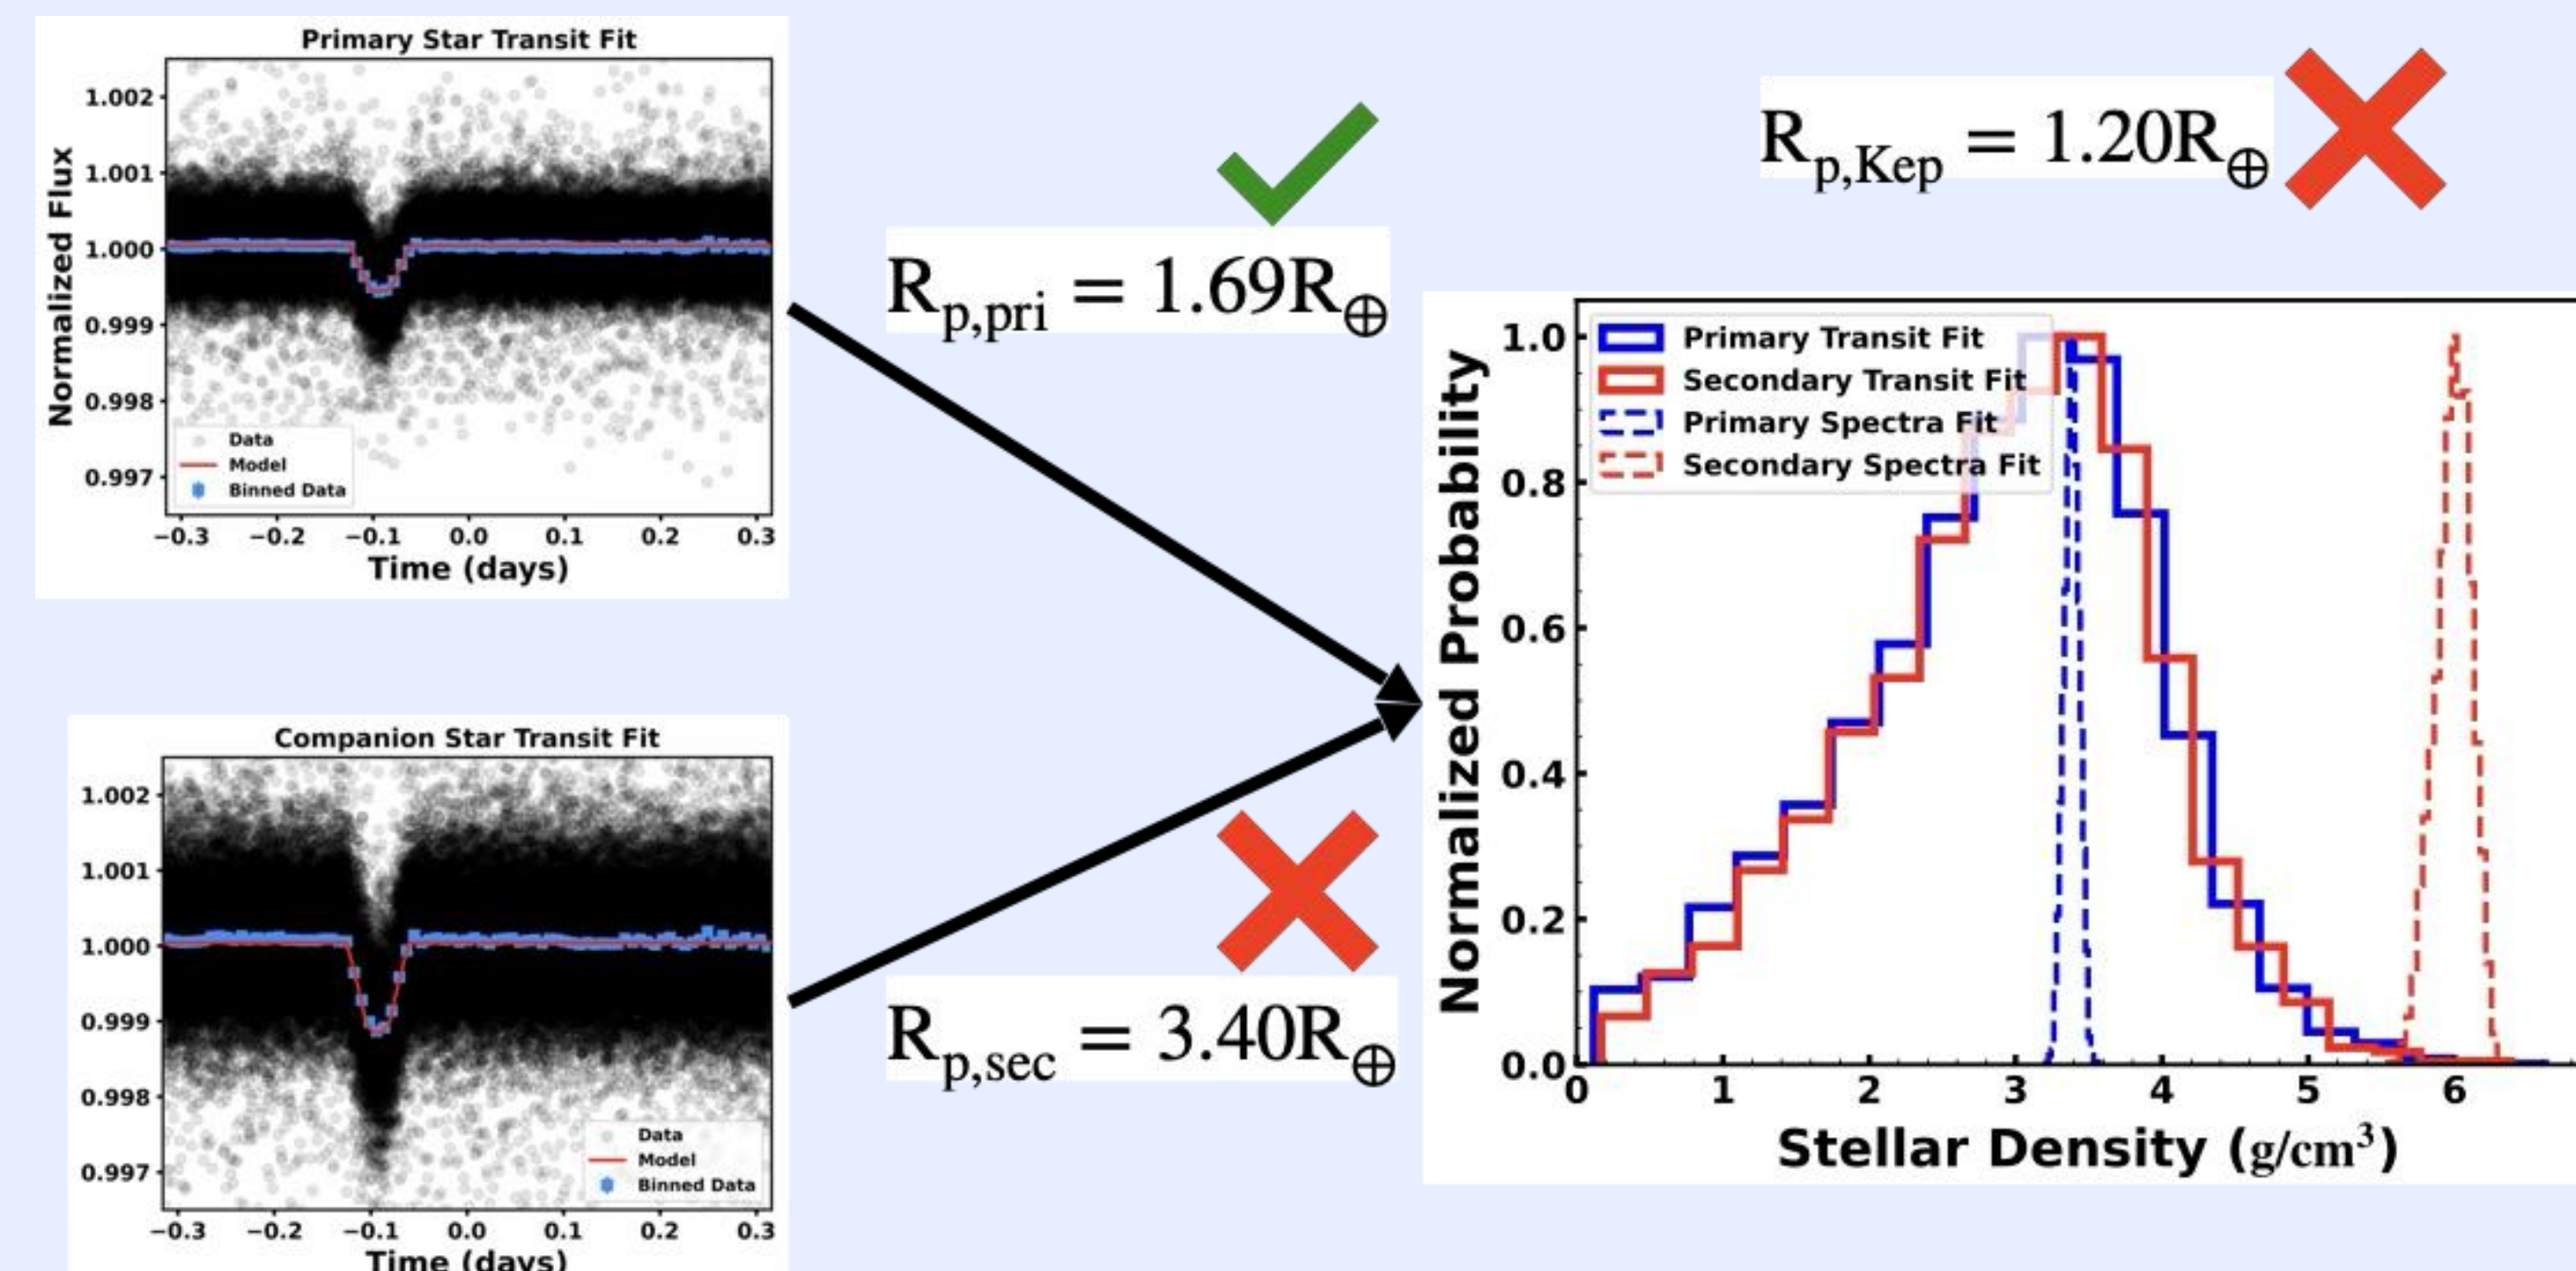 Primary Star Transit Fit
Normalized Flux
1.002
1.001
1.000
0.999
0.998
0.997
Data
Model
Binned Data
−0.3 −0.2 −0.1 0.0 0.1 0.2 0.3
Time (days)
R_p,pri = 1.69R_⊕
R_p,Kep = 1.20R_⊕
Companion Star Transit Fit
1.002
1.001
1.000
0.999
0.998
0.997
Data
Model
Binned Data
−0.3 −0.2 −0.1 0.0 0.1 0.2 0.3
Time (days)
R_p,sec = 3.40R_⊕
Normalized Probability
1.0
0.8
0.6
0.4
0.2
0.0
Primary Transit Fit
Secondary Transit Fit
Primary Spectra Fit
Secondary Spectra Fit
0 1 2 3 4 5 6
Stellar Density (g/cm³)